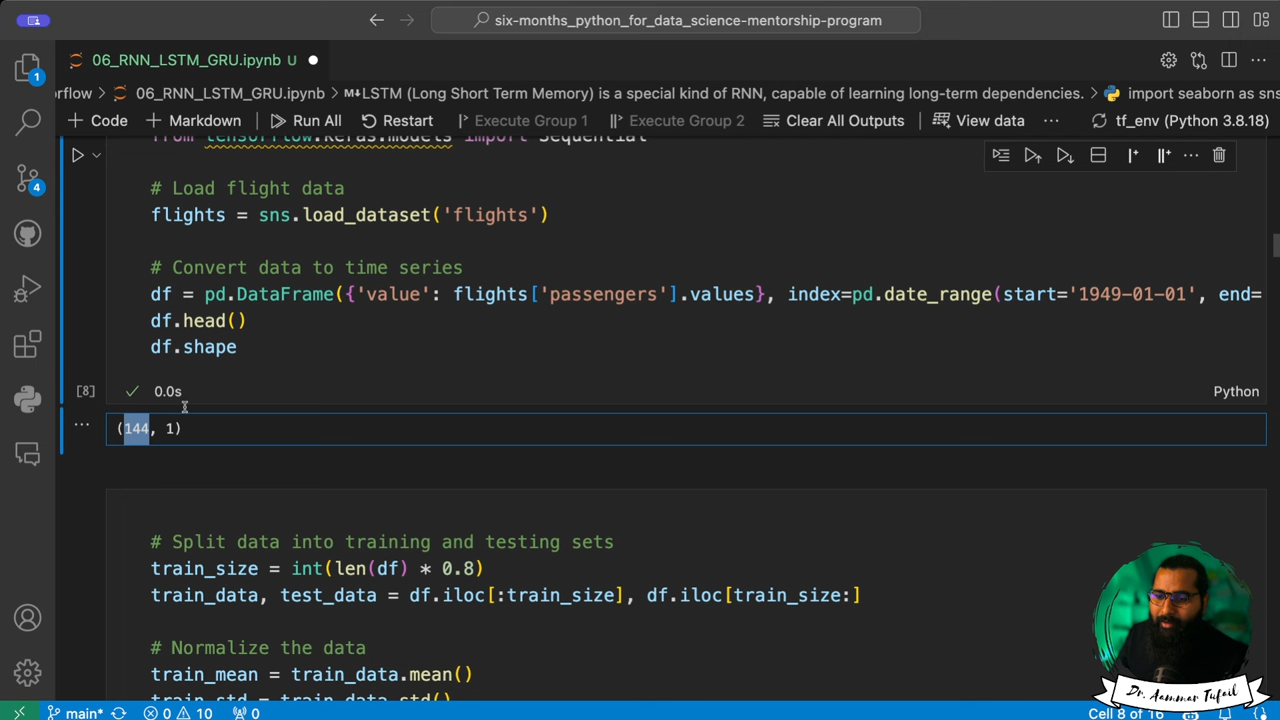 six-months_python_for_data_science-mentorship-program
06_RNN_LSTM_GRU.ipynb U
rflow > 06_RNN_LSTM_GRU.ipynb > M↓LSTM (Long Short Term Memory) is a special kind of RNN, capable of learning long-term dependencies. > import seaborn as sns
+ Code + Markdown Run All Restart Execute Group 1 Execute Group 2 Clear All Outputs View data ... tf_env (Python 3.8.18)
from tensorflow.keras.models import Sequential
# Load flight data
flights = sns.load_dataset('flights')
# Convert data to time series
df = pd.DataFrame({'value': flights['passengers'].values}, index=pd.date_range(start='1949-01-01', end=
df.head()
df.shape
[8] 0.0s Python
(144, 1)
# Split data into training and testing sets
train_size = int(len(df) * 0.8)
train_data, test_data = df.iloc[:train_size], df.iloc[train_size:]
# Normalize the data
train_mean = train_data.mean()
train_std = train_data.std()
1
4
Dr. Aammar Tufail
main* 0 10 0 Cell 8 of 16